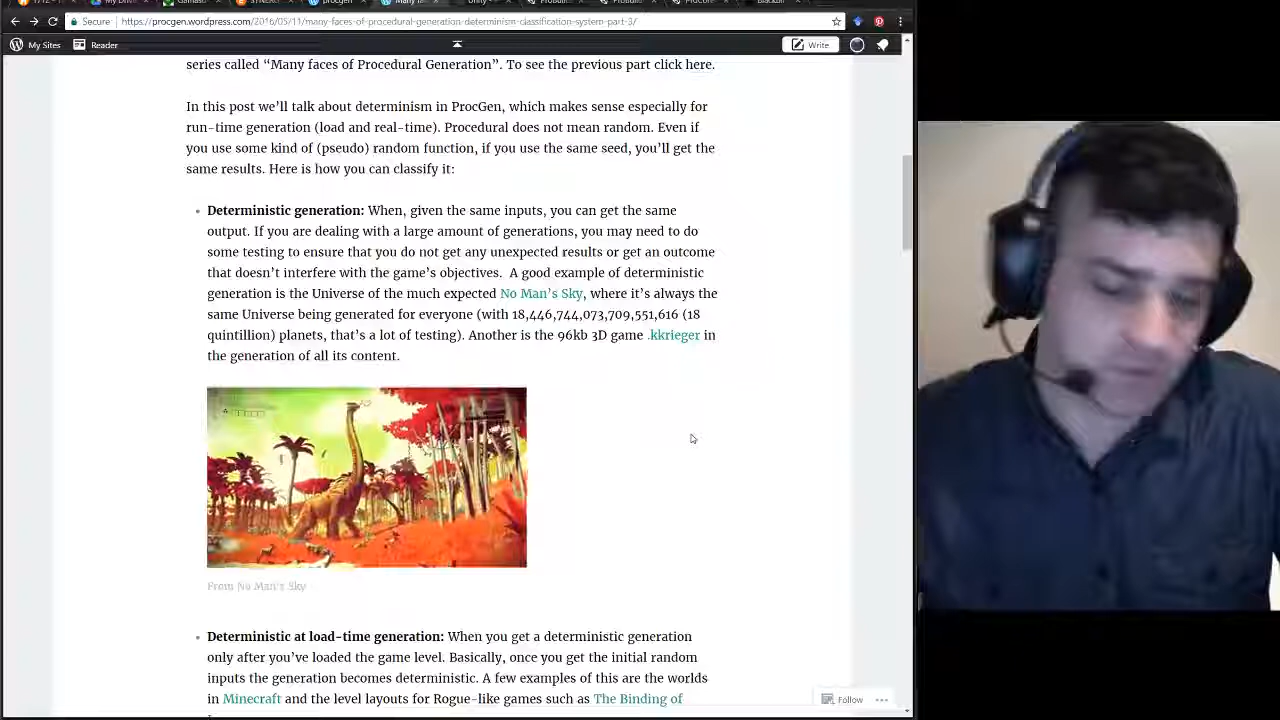 procgen
Secure https://procgen.wordpress.com/2016/05/11/many-faces-of-procedural-generation-determinism-classification-system-part-3/
My Sites Reader Write
series called “Many faces of Procedural Generation”. To see the previous part click here.
In this post we’ll talk about determinism in ProcGen, which makes sense especially for
run-time generation (load and real-time). Procedural does not mean random. Even if
you use some kind of (pseudo) random function, if you use the same seed, you’ll get the
same results. Here is how you can classify it:
Deterministic generation: When, given the same inputs, you can get the same
output. If you are dealing with a large amount of generations, you may need to do
some testing to ensure that you do not get any unexpected results or get an outcome
that doesn’t interfere with the game’s objectives. A good example of deterministic
generation is the Universe of the much expected No Man’s Sky, where it’s always the
same Universe being generated for everyone (with 18,446,744,073,709,551,616 (18
quintillion) planets, that’s a lot of testing). Another is the 96kb 3D game .kkrieger in
the generation of all its content.
From No Man’s Sky
Deterministic at load-time generation: When you get a deterministic generation
only after you’ve loaded the game level. Basically, once you get the initial random
inputs the generation becomes deterministic. A few examples of this are the worlds
in Minecraft and the level layouts for Rogue-like games such as The Binding of
Follow